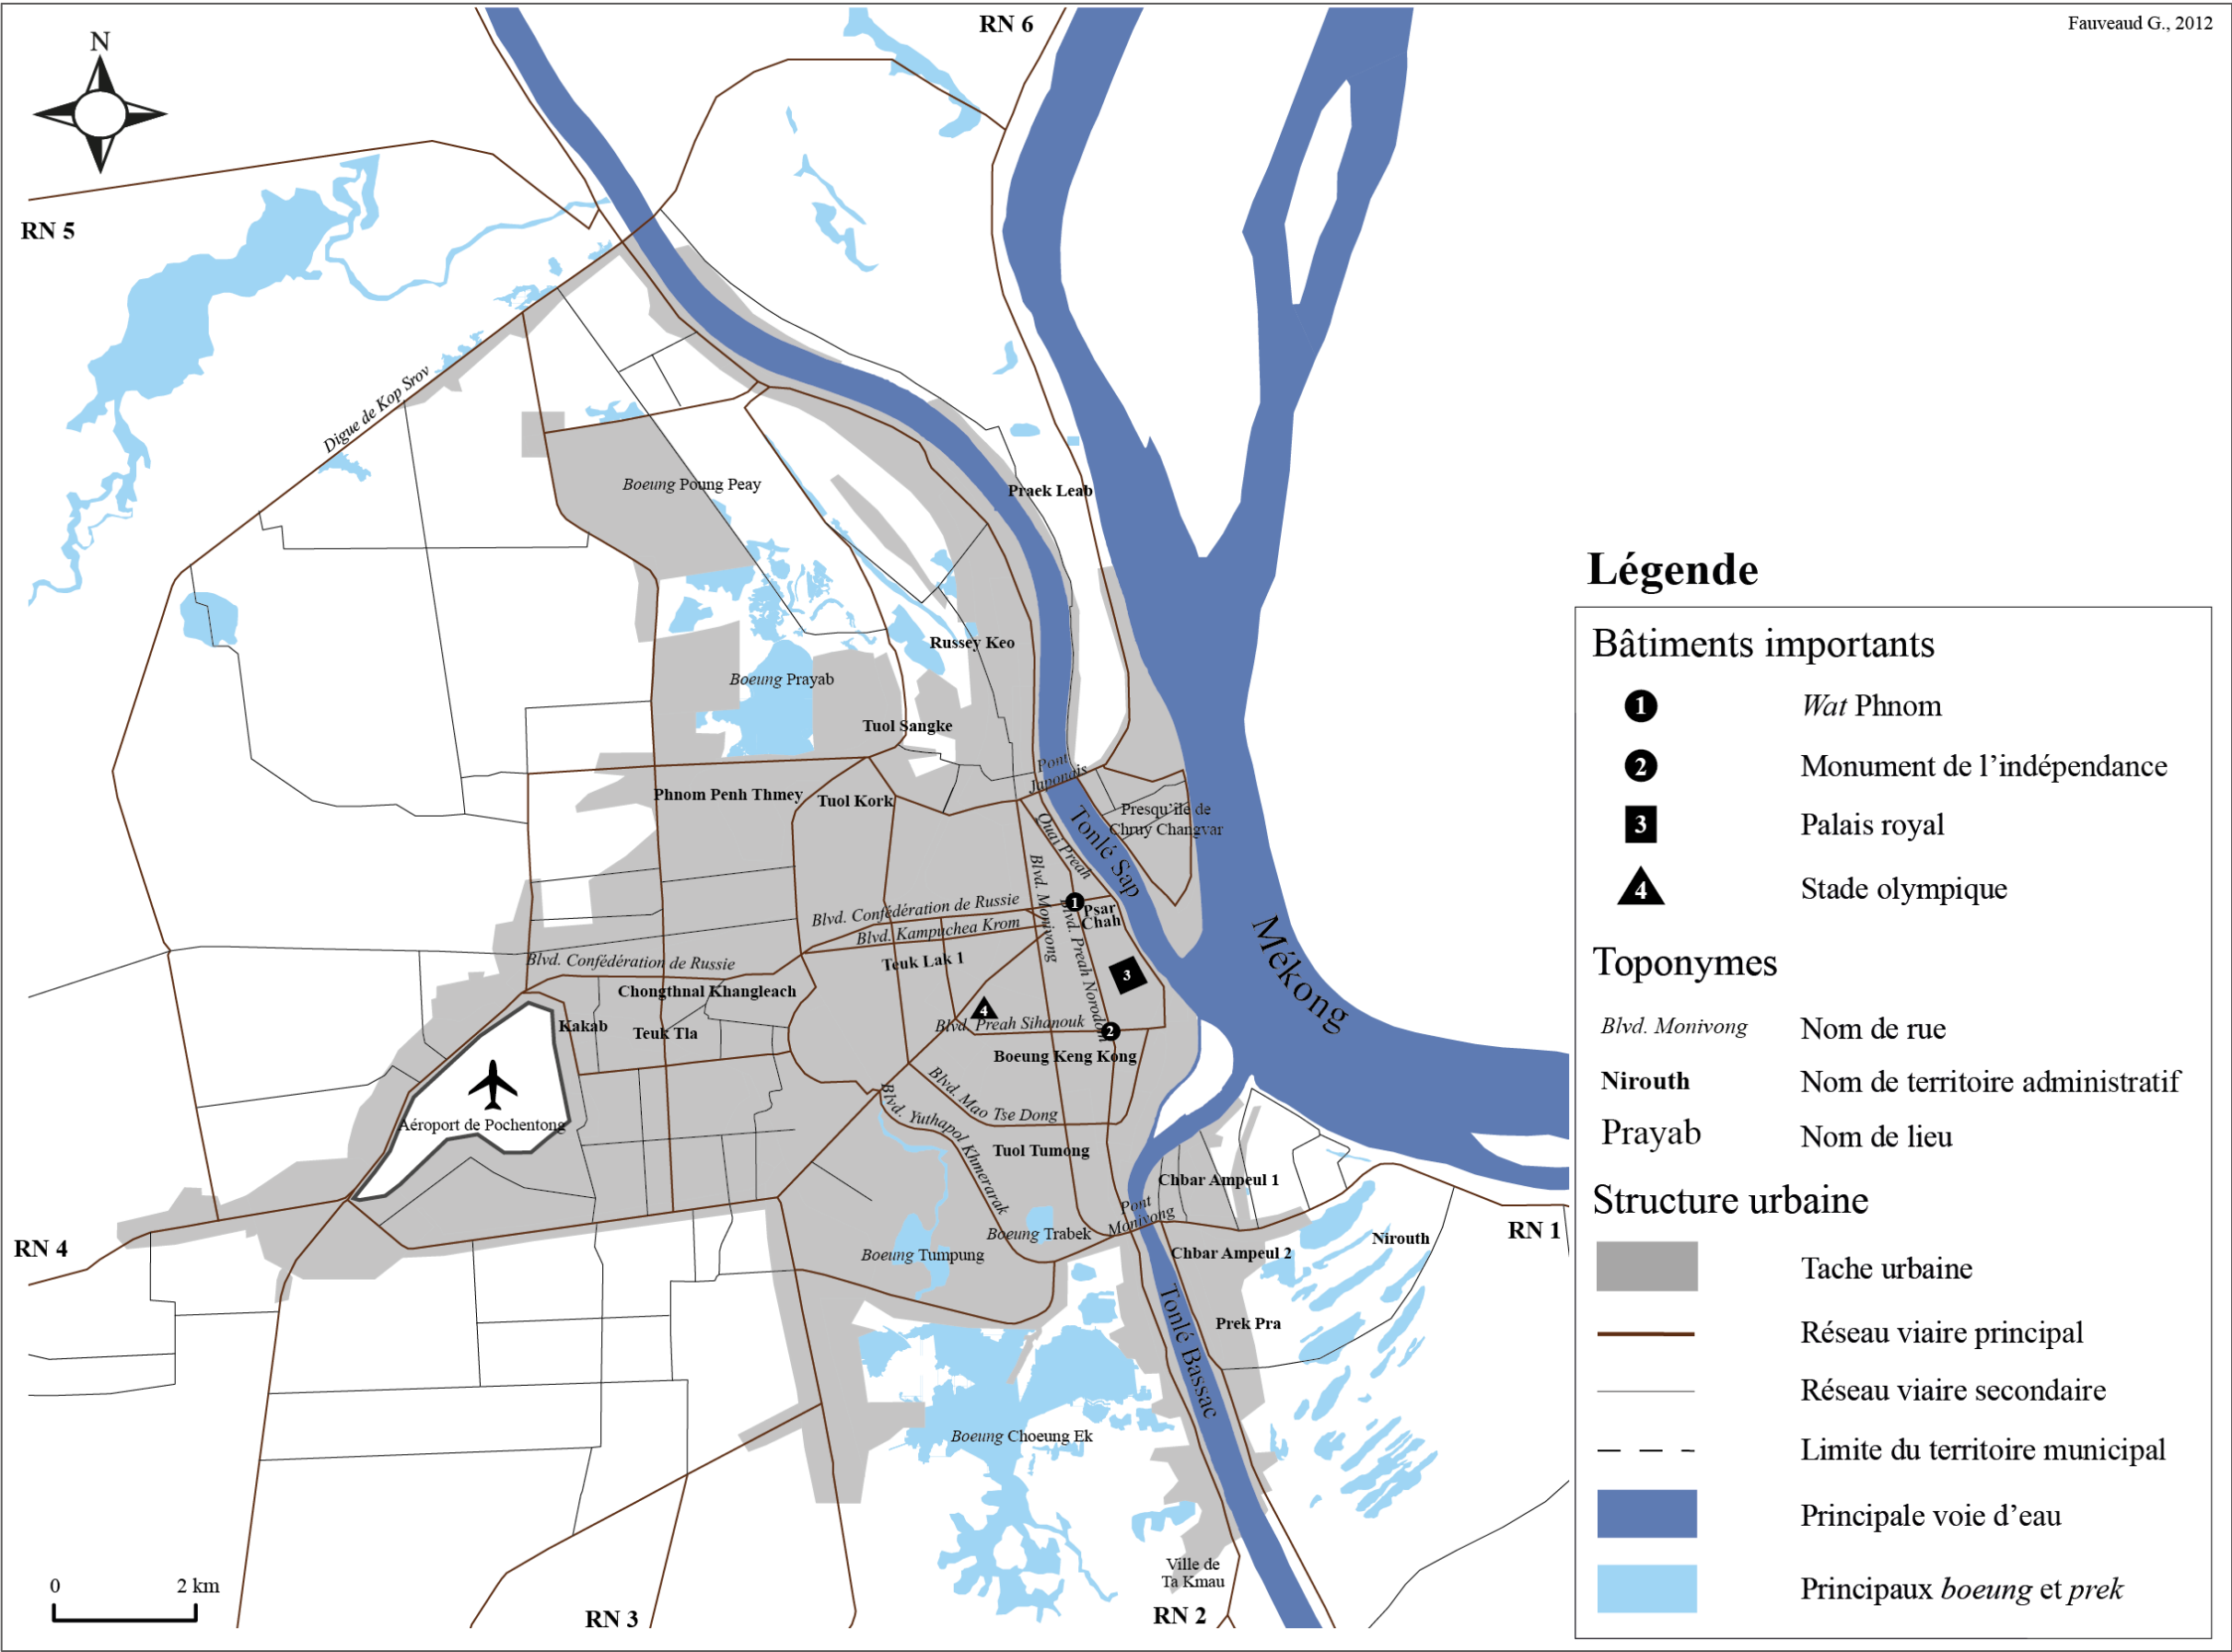 Fauveaud G., 2012
N
RN 6
RN 5
Digue de Kop Srov
Boeung Poung Peay
Praek Leab
Russey Keo
Boeung Prayab
Tuol Sangke
Pont
Japonais
Phnom Penh Thmey
Tuol Kork
Presqu'île de
Chruy Changvar
Quai Preah
Tonlé Sap
Blvd. Monivong
Blvd. Confédération de Russie
1
Psar
Chah
Blvd. Kampuchea Krom
Blvd. Preah Norodom
Mékong
Teuk Lak 1
Blvd. Confédération de Russie
3
Chongthnal Khangleach
4
Kakab
Teuk Tla
Blvd. Preah Sihanouk
2
Boeung Keng Kong
Blvd. Mao Tse Dong
Blvd. Yuthapol Khmerarak
Aéroport de Pochentong
Tuol Tumong
Chbar Ampeul 1
Pont
Monivong
Boeung Trabek
RN 1
Nirouth
RN 4
Boeung Tumpung
Chbar Ampeul 2
Tonlé Bassac
Prek Pra
Boeung Choeung Ek
Ville de
Ta Kmau
0 2 km
RN 3
RN 2
Légende
Bâtiments importants
1 Wat Phnom
2 Monument de l'indépendance
3 Palais royal
4 Stade olympique
Toponymes
Blvd. Monivong Nom de rue
Nirouth Nom de territoire administratif
Prayab Nom de lieu
Structure urbaine
Tache urbaine
Réseau viaire principal
Réseau viaire secondaire
Limite du territoire municipal
Principale voie d'eau
Principaux boeung et prek